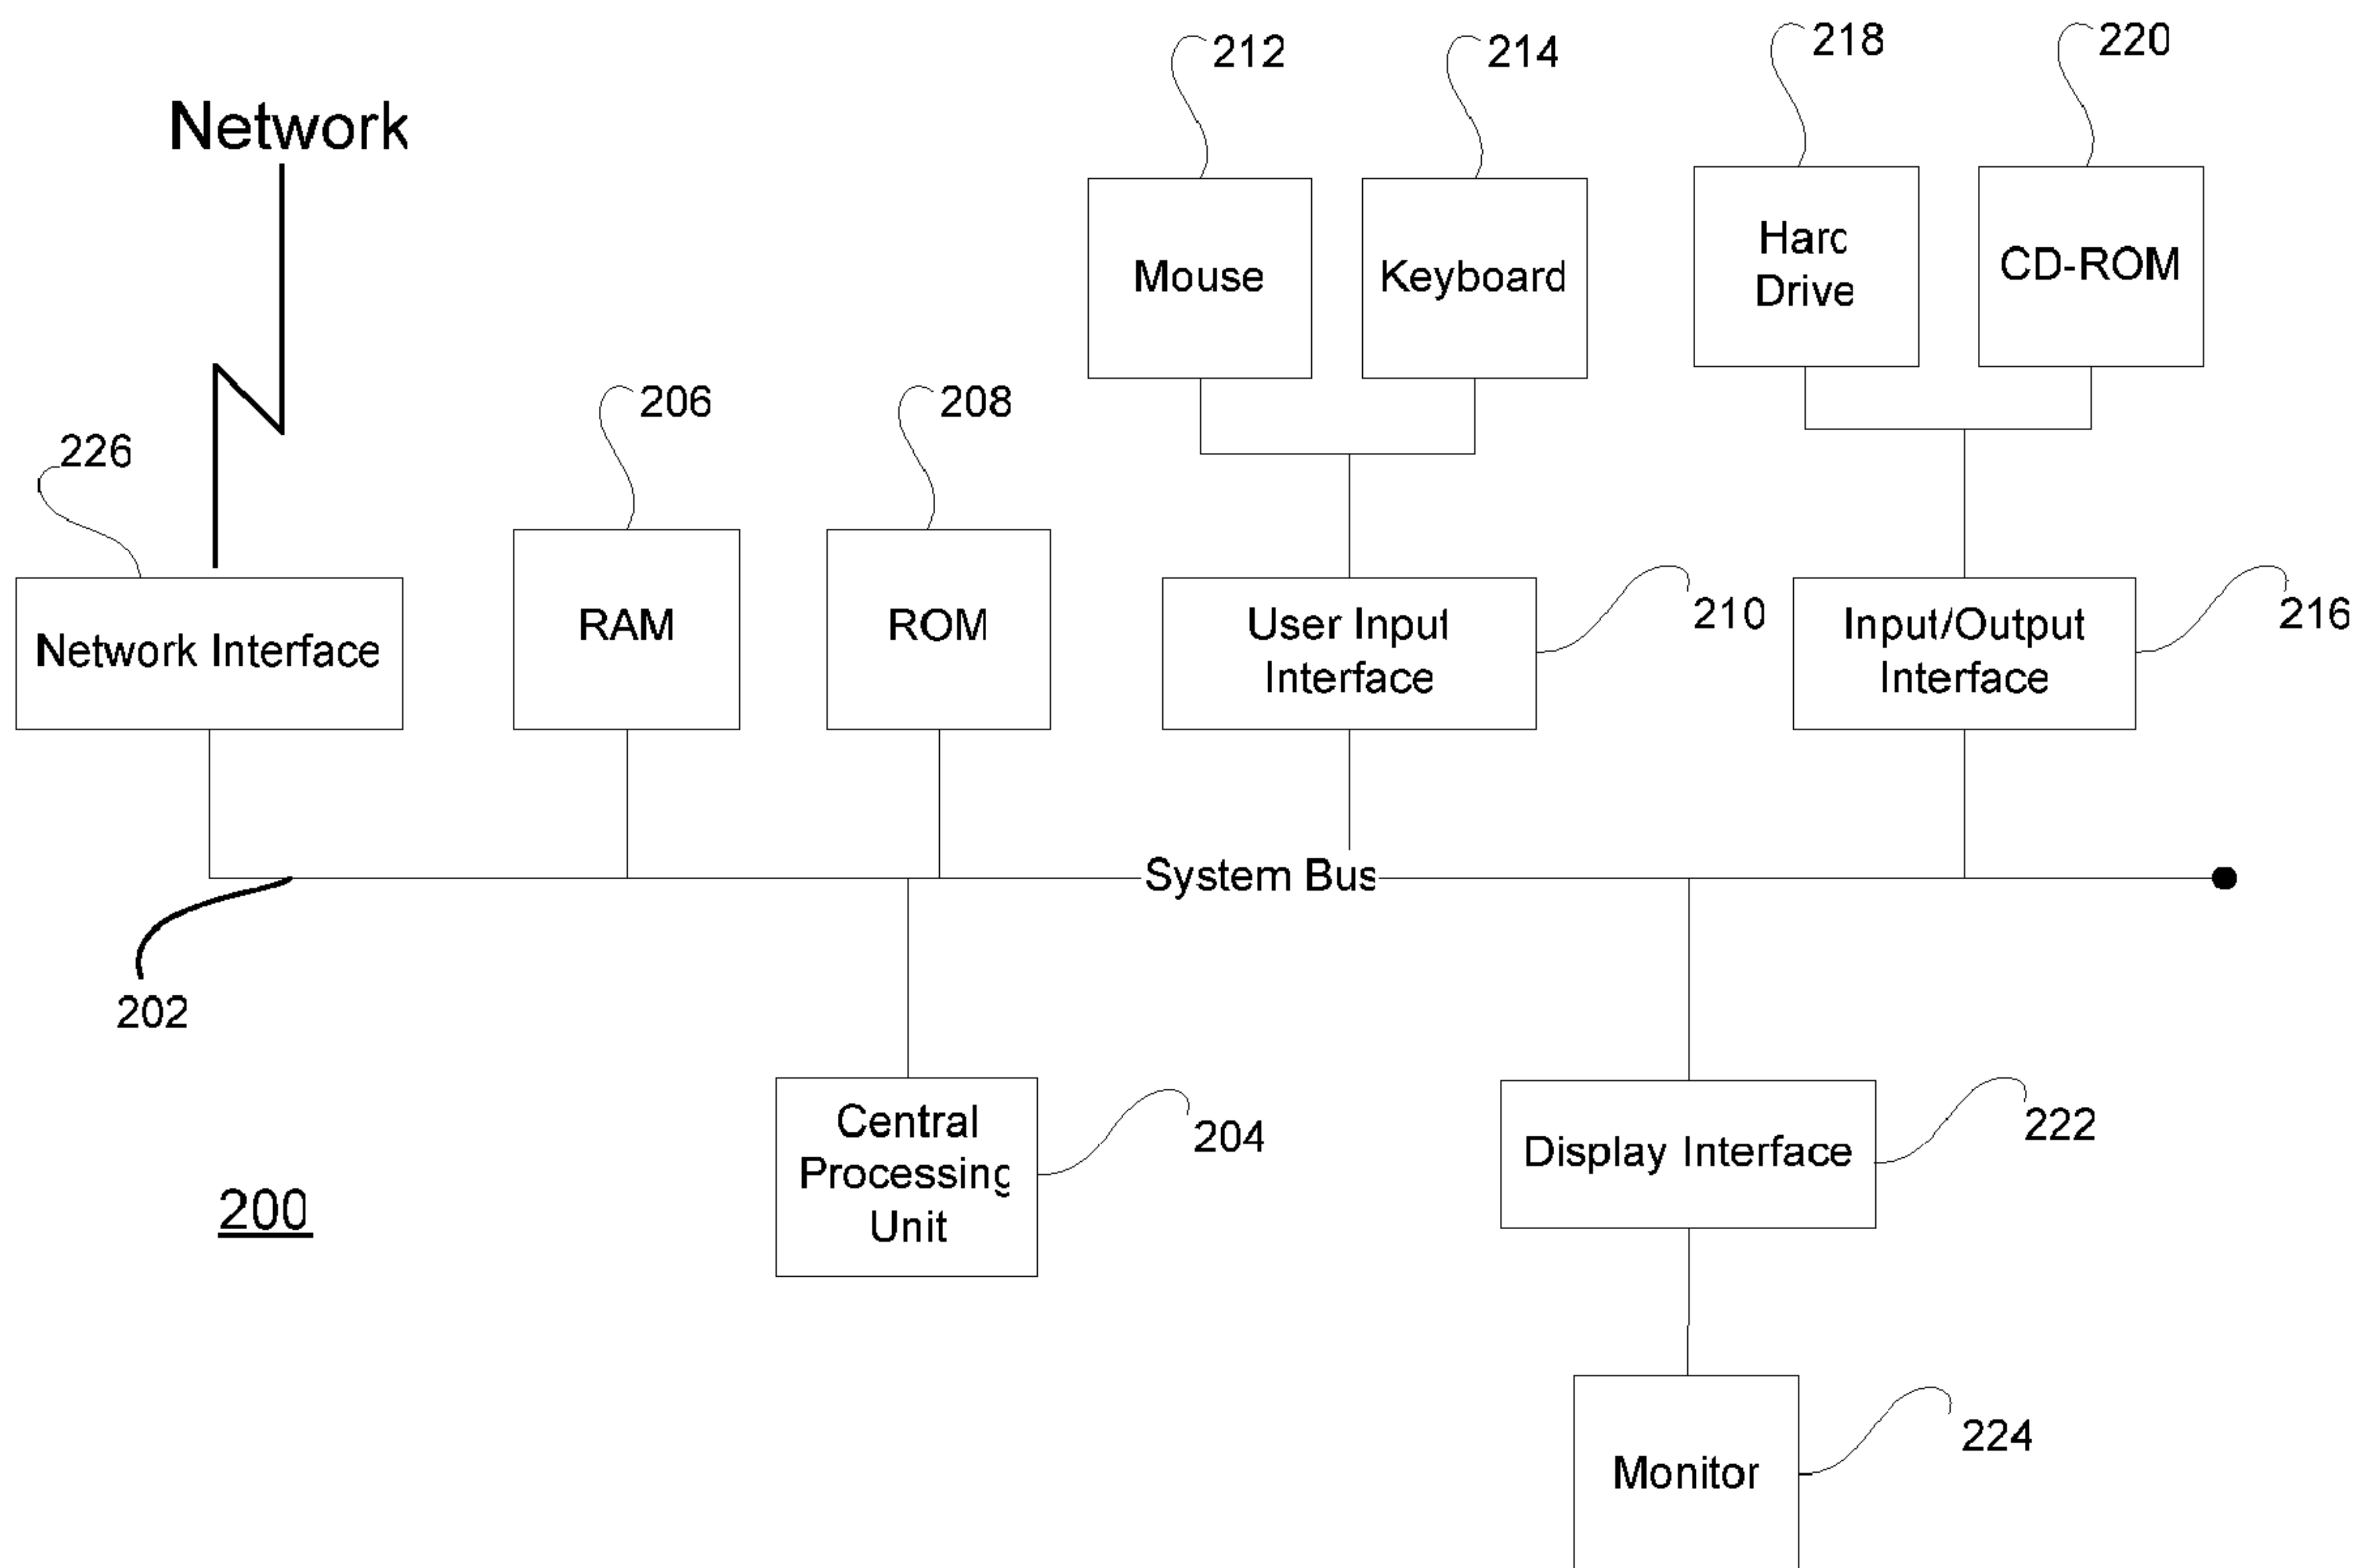 212
214
218
220
Network
Mouse
Keyboard
Hard
Drive
CD-ROM
206
208
226
Network Interface
RAM
ROM
User Input
Interface
210
Input/Output
Interface
216
System Bus
202
Central
Processing
Unit
204
Display Interface
222
200
Monitor
224